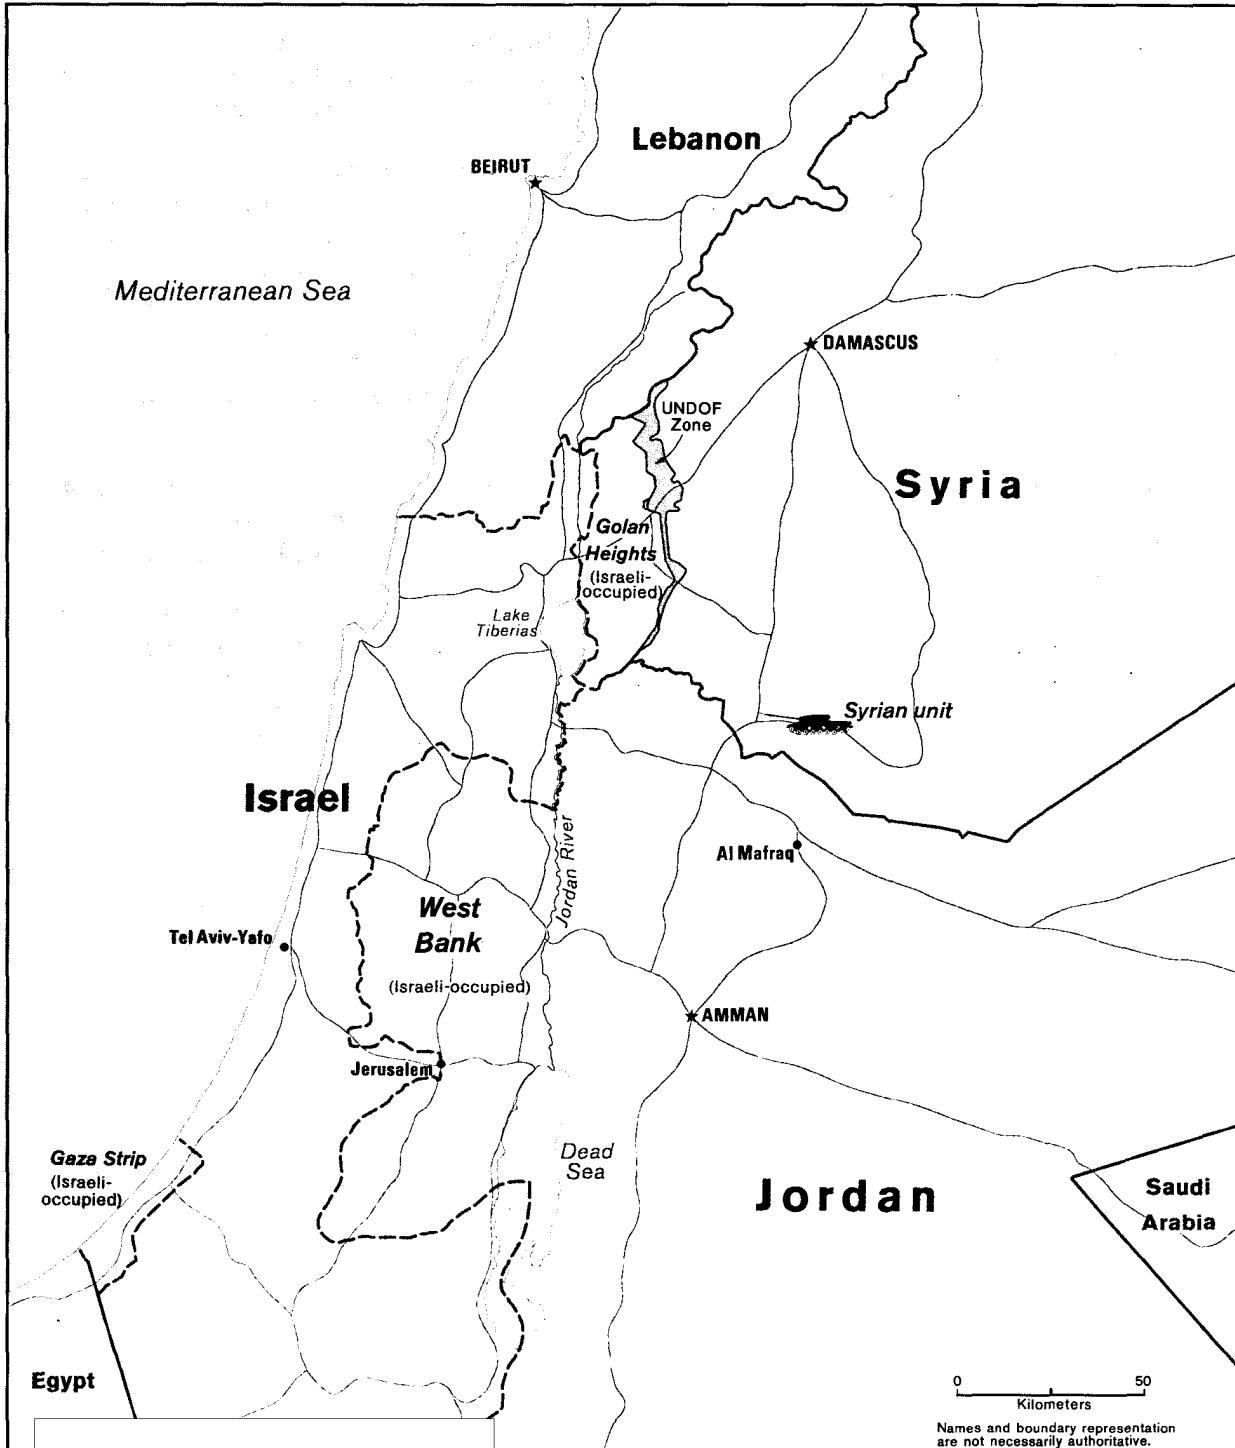 Lebanon
BEIRUT
Mediterranean Sea
DAMASCUS
UNDOF
Zone
Syria
Golan
Heights
(Israeli-
occupied)
Lake
Tiberias
Syrian unit
Israel
Jordan River
Al Mafraq
West
Bank
(Israeli-occupied)
Tel Aviv-Yafo
AMMAN
Jerusalem
Gaza Strip
(Israeli-
occupied)
Dead
Sea
Jordan
Saudi
Arabia
Egypt
0 50
Kilometers
Names and boundary representation
are not necessarily authoritative.